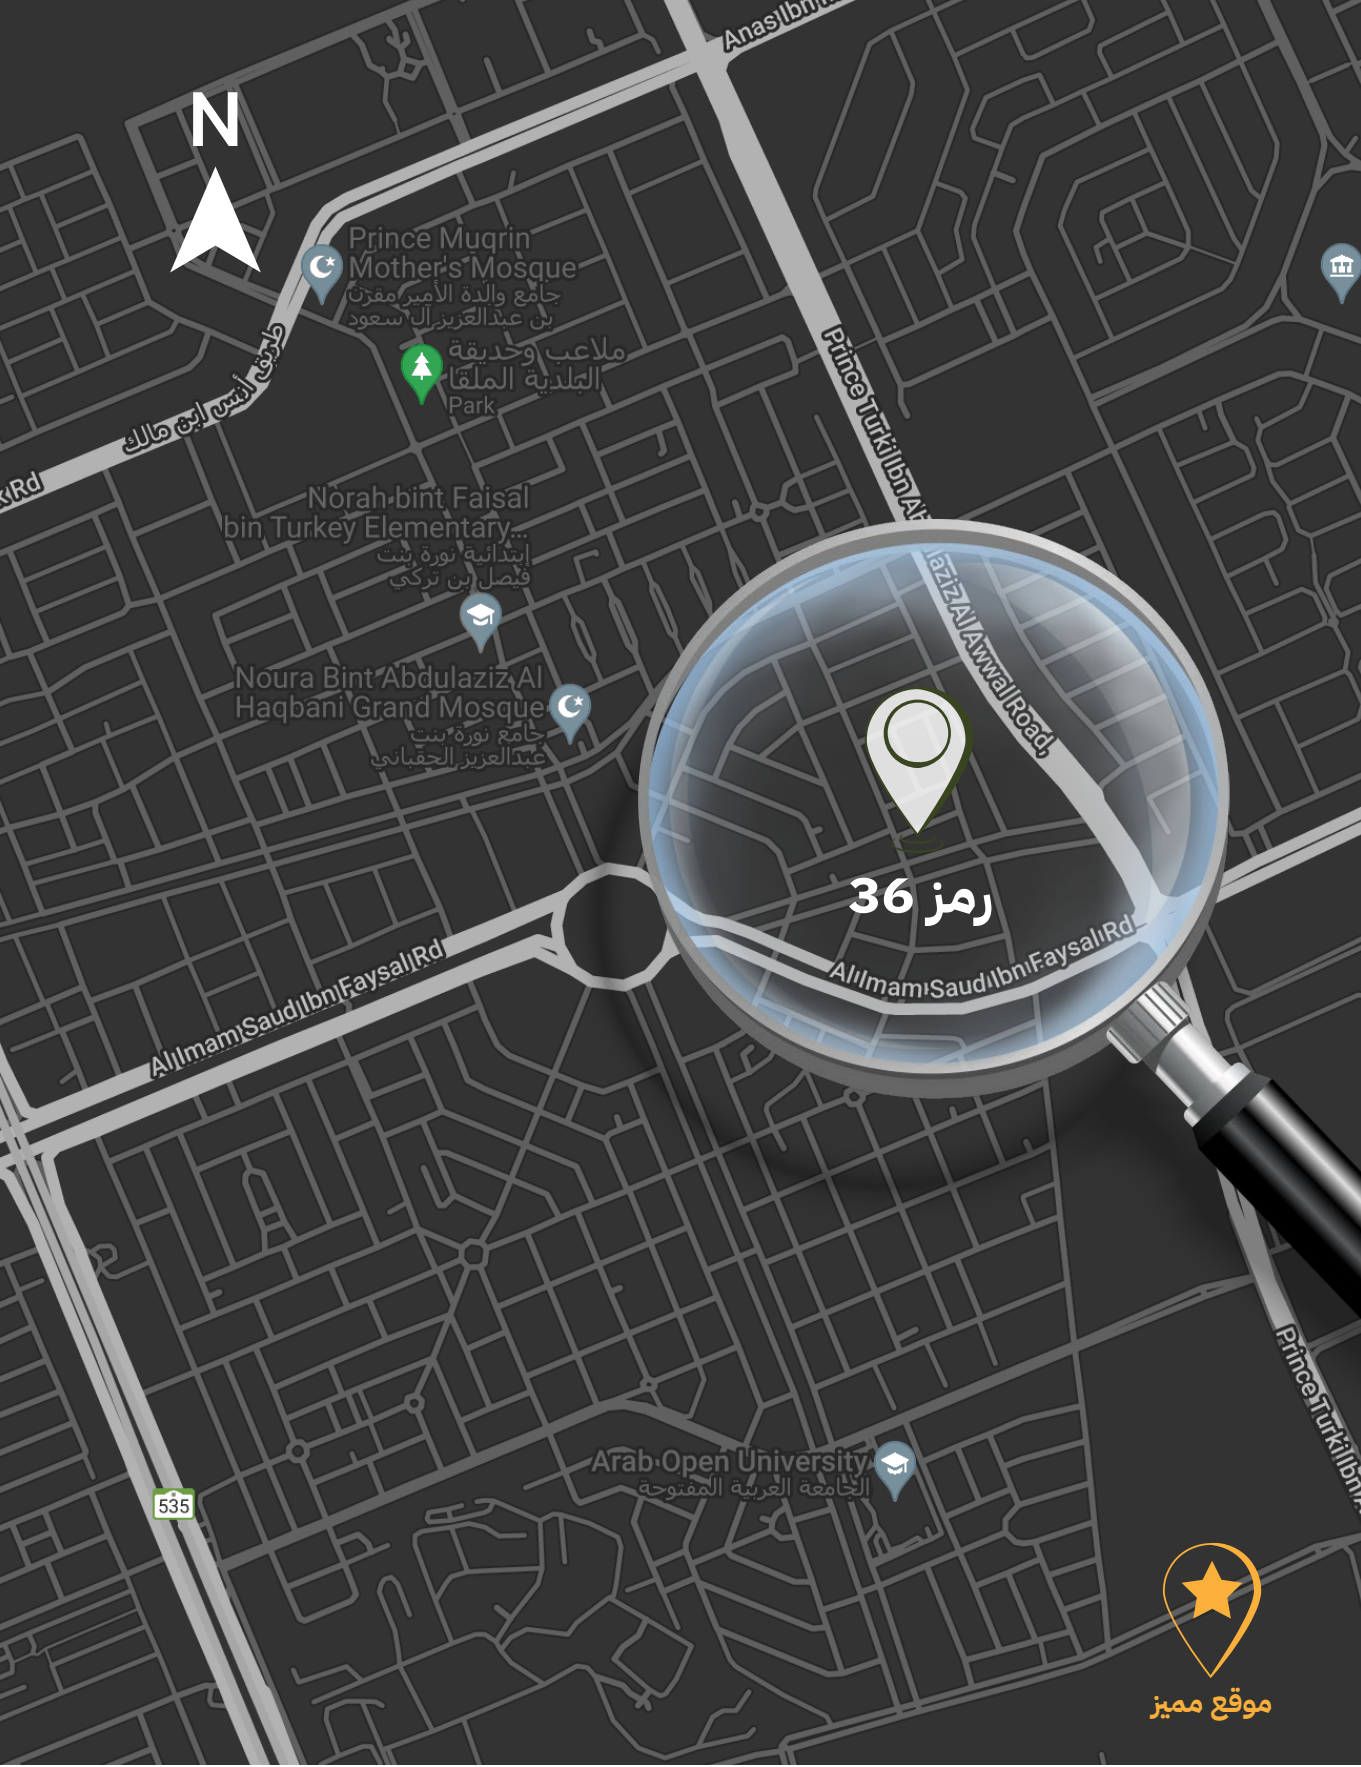 Anas Ibn
N
Prince Muqrin
Mother's Mosque
جامع والدة الأمير مقرن
بن عبدالعزيز آل سعود
ملاعب وحديقة
البلدية الملقا
Park
طريق أنس ابن مالك
Rd
Prince Turki Ibn Ab
Norah bint Faisal
bin Turkey Elementary...
إبتدائية نورة بنت
فيصل بن تركي
Noura Bint Abdulaziz Al
Haqbani Grand Mosque
جامع نورة بنت
عبدالعزيز الحقباني
laziz Al Awwal Road,
رمز 36
Al Imam Saud Ibn Faysal Rd
Al Imam Saud Ibn Faysal Rd
Prince Turki Ibn
Arab Open University
الجامعة العربية المفتوحة
535
موقع مميز